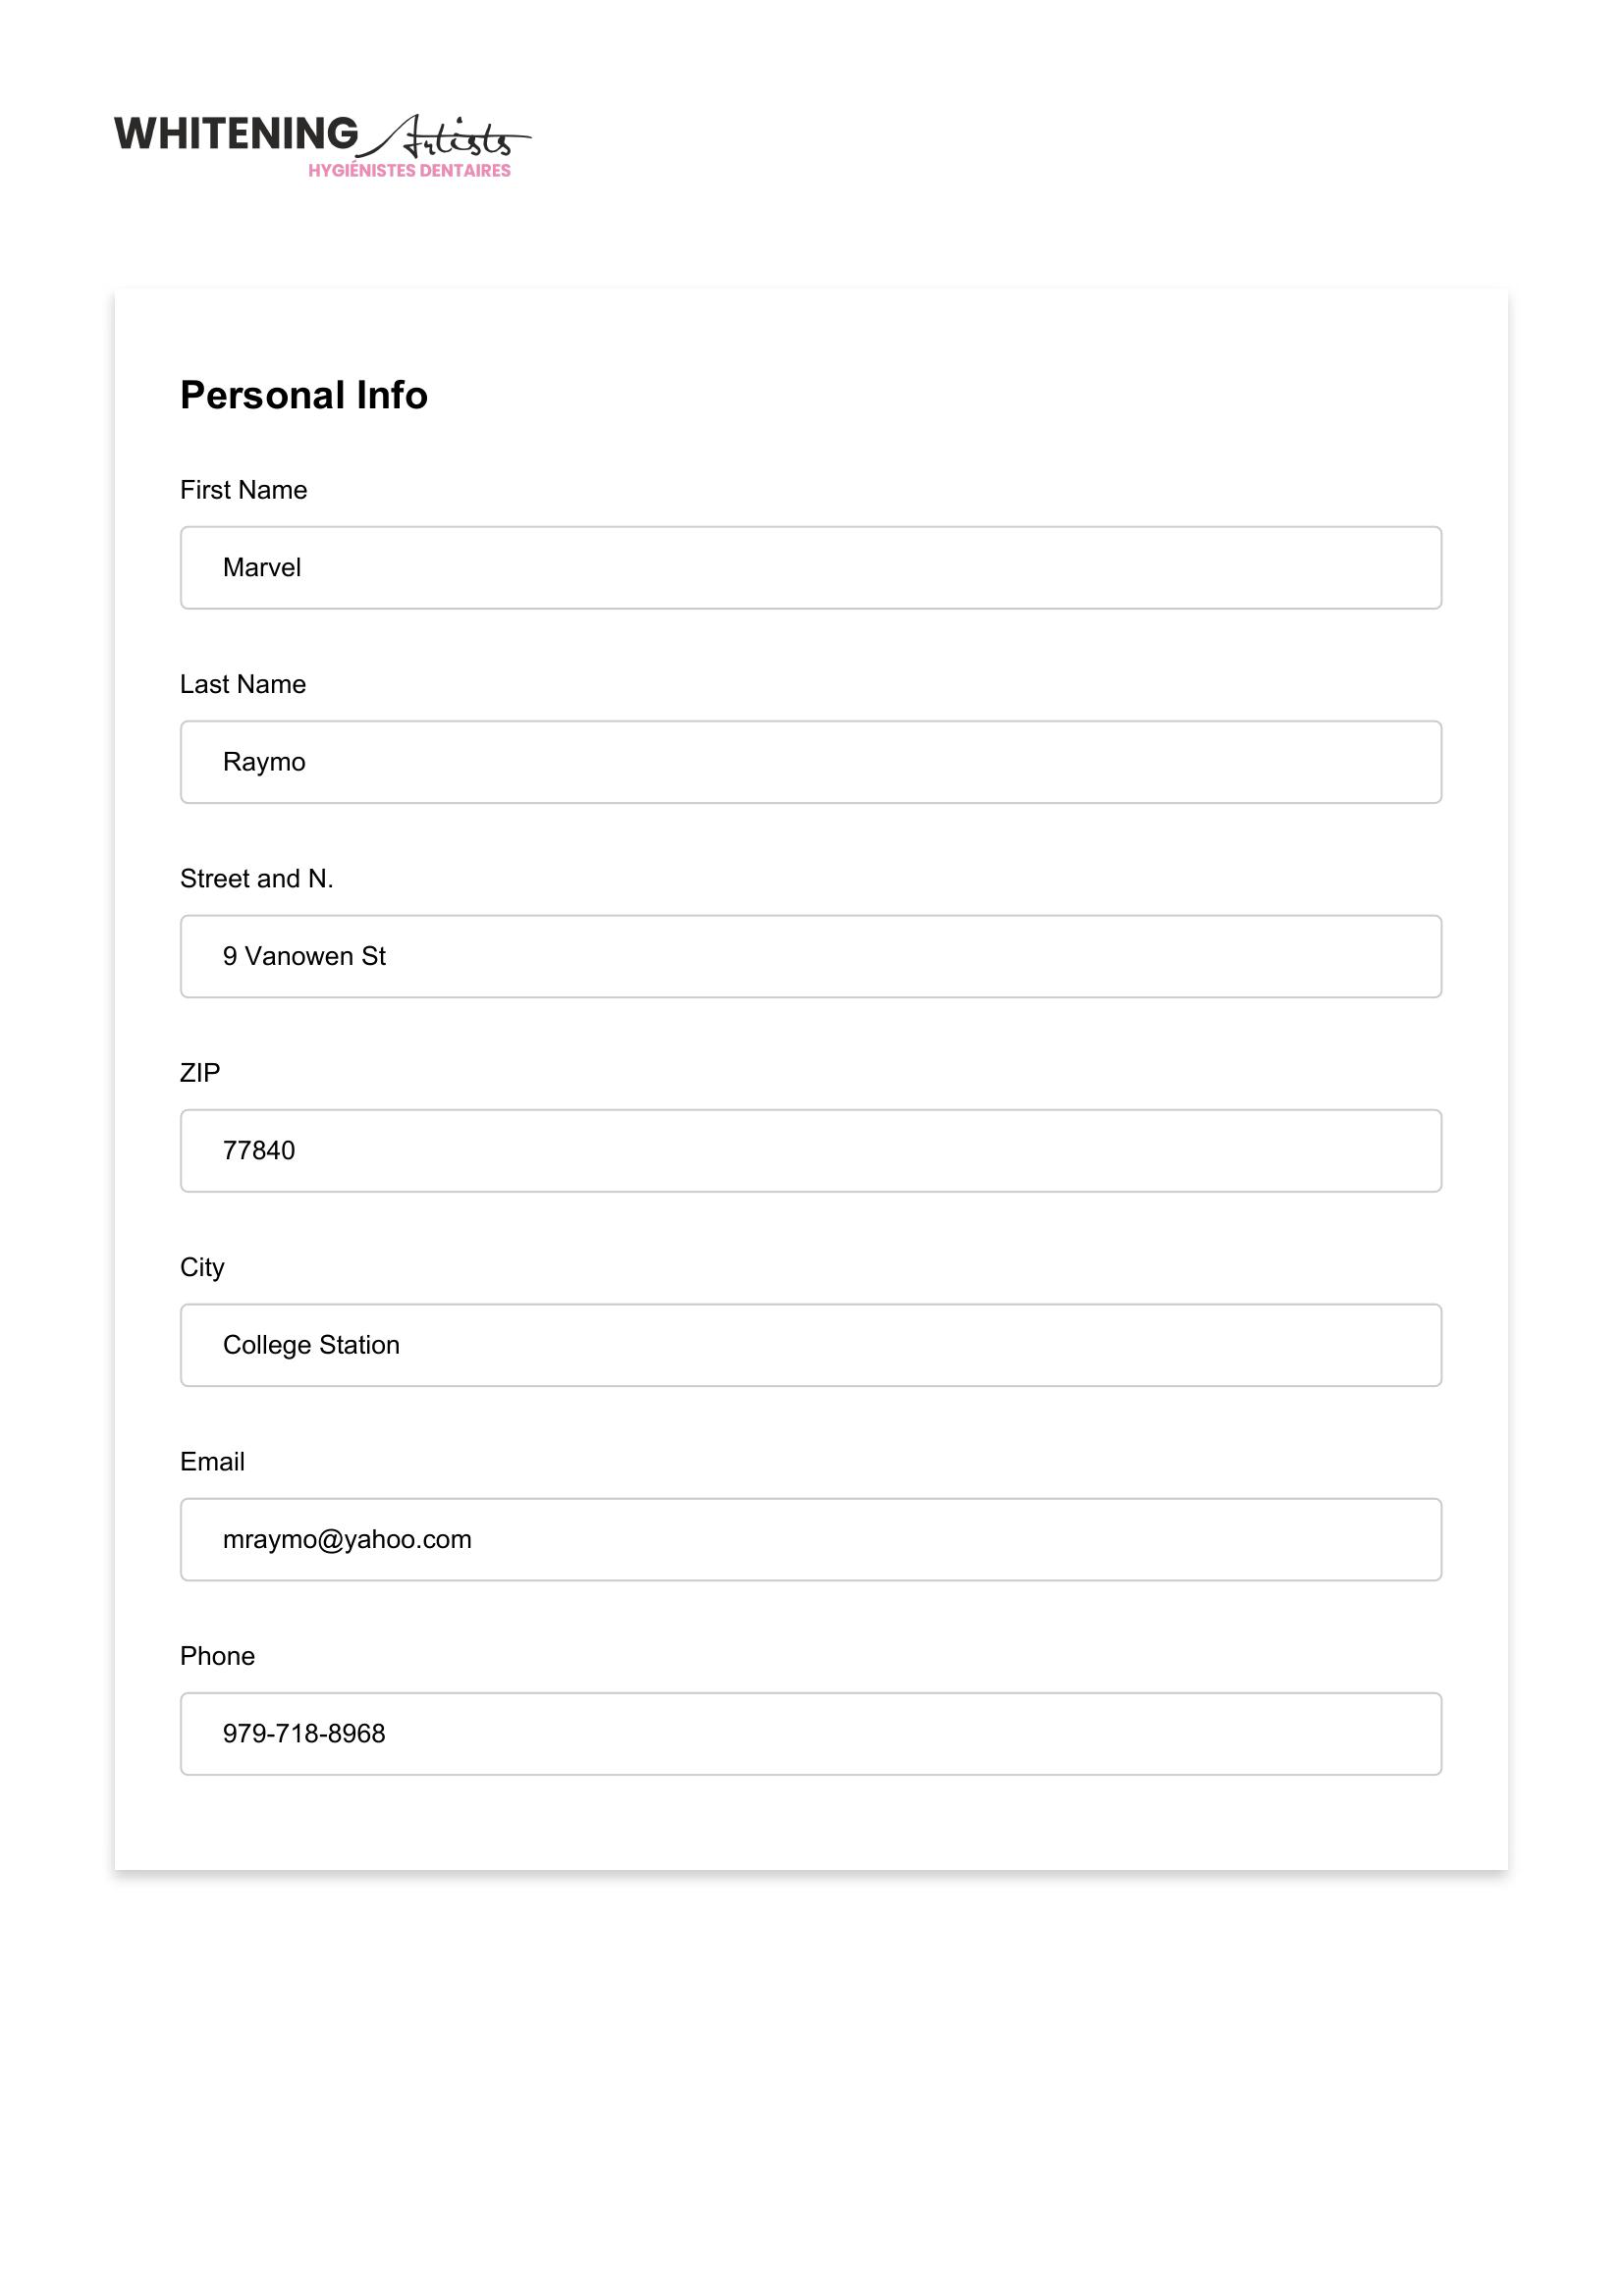 WHITENING Artists
HYGIÉNISTES DENTAIRES
Personal Info
First Name
Marvel
Last Name
Raymo
Street and N.
9 Vanowen St
ZIP
77840
City
College Station
Email
mraymo@yahoo.com
Phone
979-718-8968